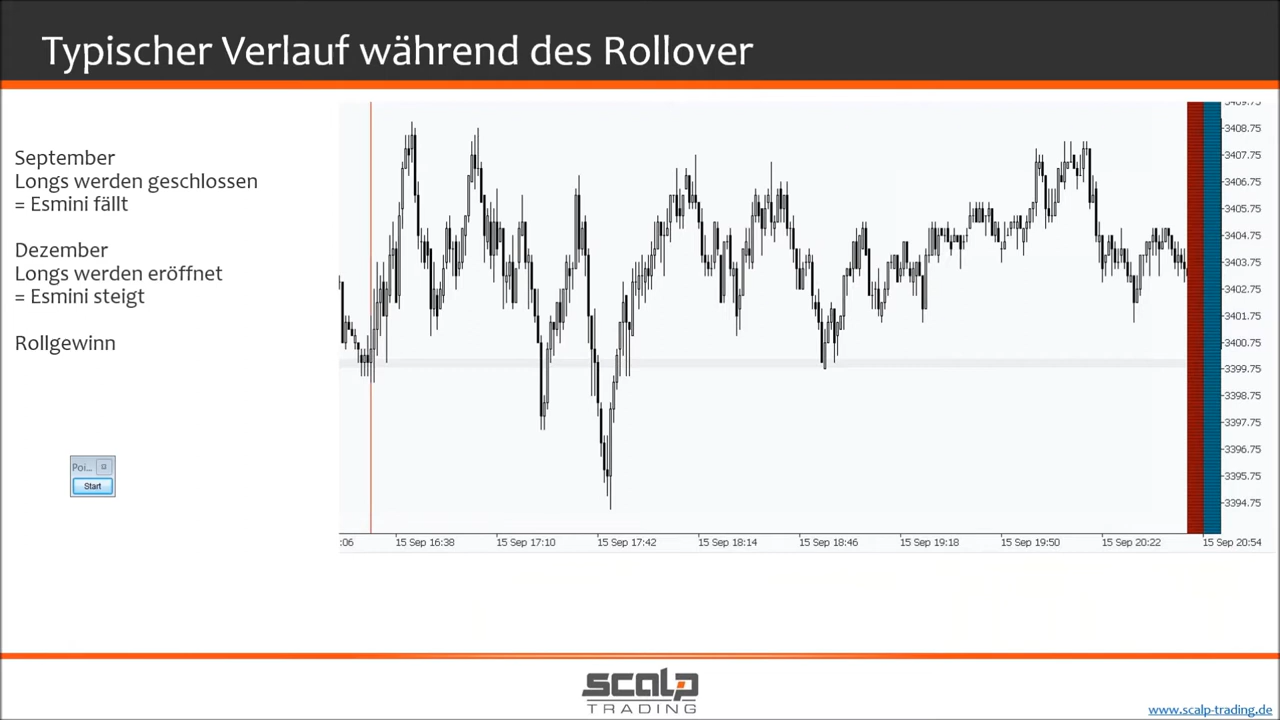 Typischer Verlauf während des Rollover
September
Longs werden geschlossen
= Esmini fällt
Dezember
Longs werden eröffnet
= Esmini steigt
Rollgewinn
Poi...
Start
3409.75
3408.75
3407.75
3406.75
3405.75
3404.75
3403.75
3402.75
3401.75
3400.75
3399.75
3398.75
3397.75
3396.75
3395.75
3394.75
:06
15 Sep 16:38
15 Sep 17:10
15 Sep 17:42
15 Sep 18:14
15 Sep 18:46
15 Sep 19:18
15 Sep 19:50
15 Sep 20:22
15 Sep 20:54
scalp
TRADING
www.scalp-trading.de